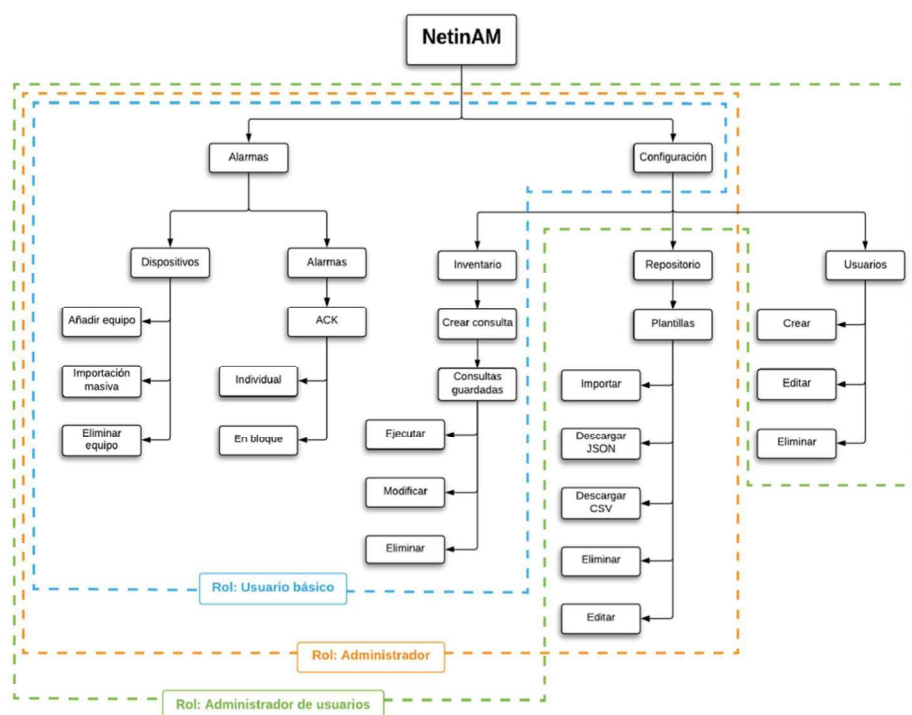 NetinAM
Alarmas
Configuración
Dispositivos
Alarmas
Inventario
Repositorio
Usuarios
Añadir equipo
ACK
Crear consulta
Plantillas
Crear
Importación
masiva
Individual
Consultas
guardadas
Importar
Editar
Eliminar
equipo
En bloque
Ejecutar
Descargar
JSON
Eliminar
Modificar
Descargar
CSV
Eliminar
Eliminar
Editar
Rol: Usuario básico
Rol: Administrador
Rol: Administrador de usuarios